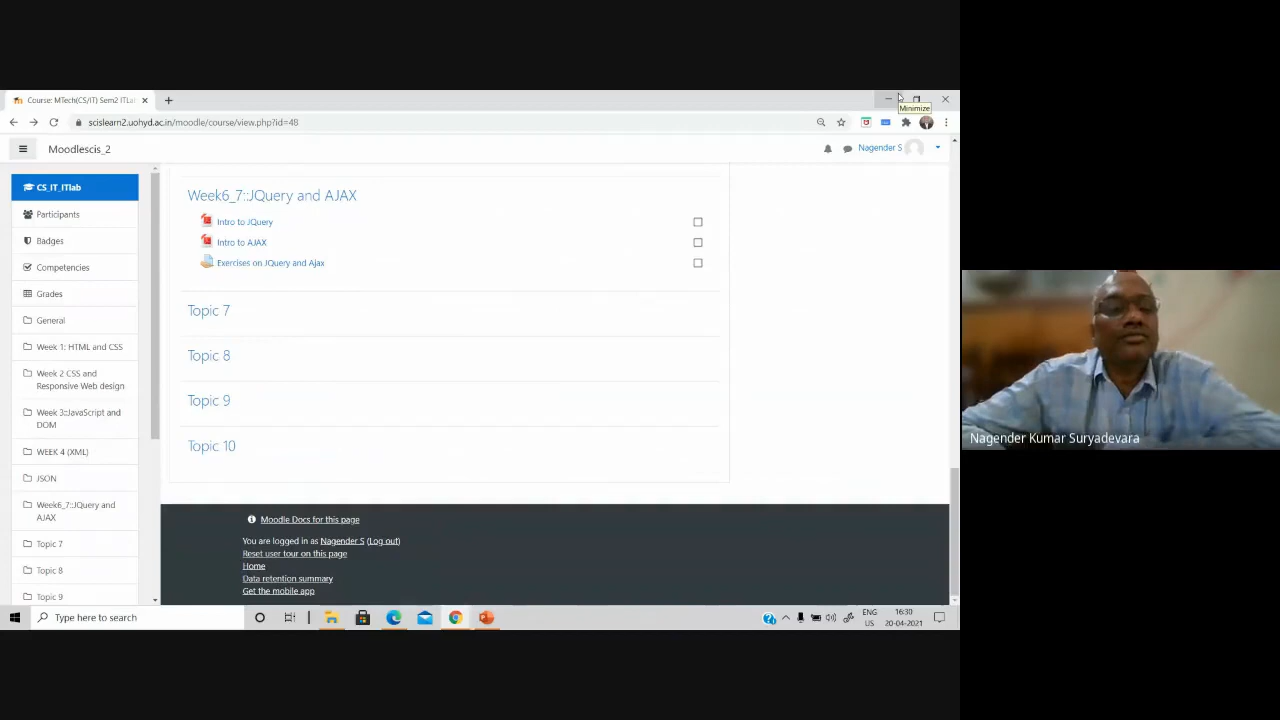 Course: MTech(CS/IT) Sem2 ITLa
Minimize
scislearn2.uohyd.ac.in/moodle/course/view.php?id=48
Moodlescis_2
Nagender S
CS_IT_ITlab
Participants
Badges
Competencies
Grades
General
Week 1: HTML and CSS
Week 2 CSS and
Responsive Web design
Week 3::JavaScript and
DOM
WEEK 4 (XML)
JSON
Week6_7::JQuery and
AJAX
Topic 7
Topic 8
Topic 9
Week6_7::JQuery and AJAX
Intro to JQuery
Intro to AJAX
Exercises on JQuery and Ajax
Topic 7
Topic 8
Topic 9
Topic 10
Moodle Docs for this page
You are logged in as Nagender S (Log out)
Reset user tour on this page
Home
Data retention summary
Get the mobile app
Nagender Kumar Suryadevara
Type here to search
ENG
US
16:30
20-04-2021